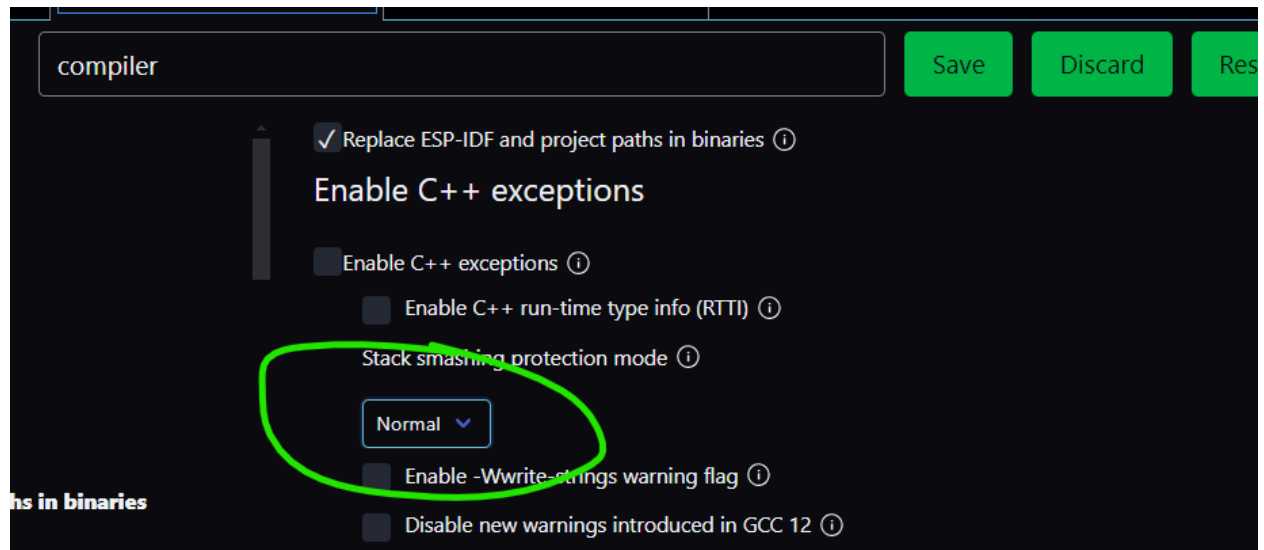 compiler
Save
Discard
Res
Replace ESP-IDF and project paths in binaries
Enable C++ exceptions
Enable C++ exceptions
Enable C++ run-time type info (RTTI)
Stack smashing protection mode
Normal
Enable -Wwrite-strings warning flag
hs in binaries
Disable new warnings introduced in GCC 12